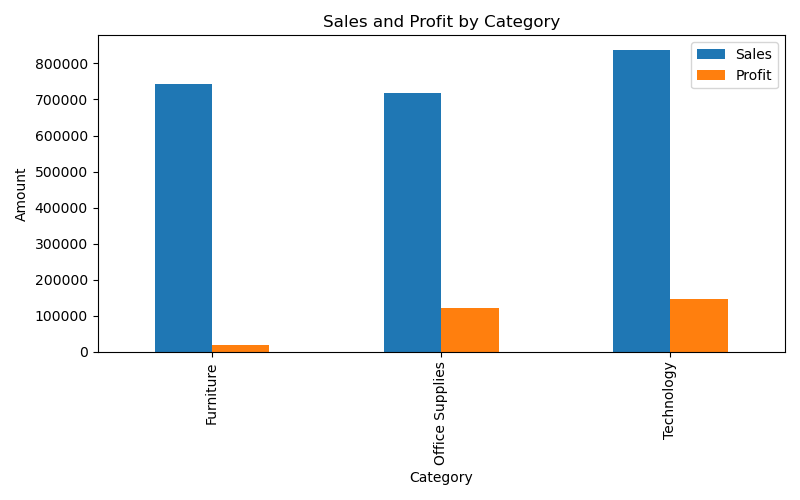 Sales and Profit by Category
Sales
Profit
Amount
800000
700000
600000
500000
400000
300000
200000
100000
0
Furniture
Office Supplies
Technology
Category